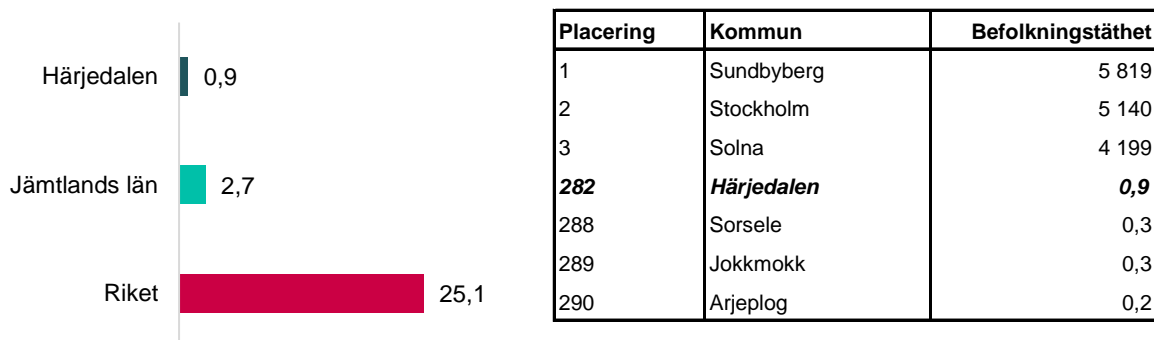 Härjedalen 0,9
Jämtlands län 2,7
Riket 25,1
Placering Kommun Befolkningstäthet
1 Sundbyberg 5 819
2 Stockholm 5 140
3 Solna 4 199
282 Härjedalen 0,9
288 Sorsele 0,3
289 Jokkmokk 0,3
290 Arjeplog 0,2